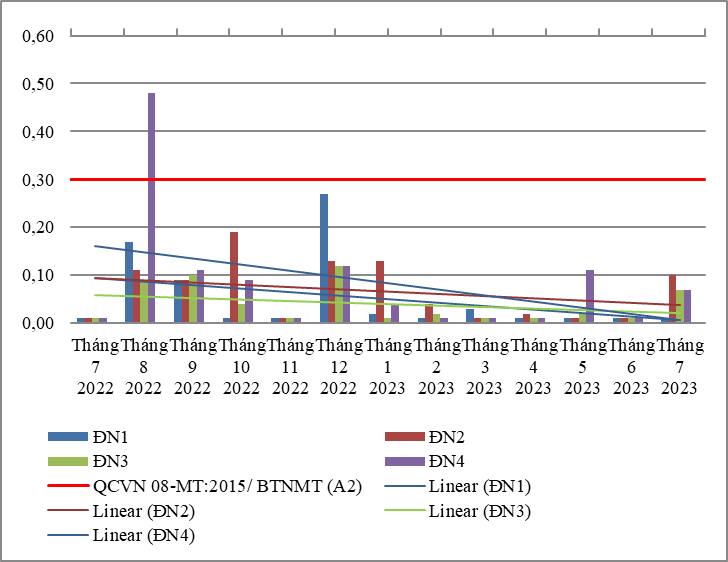 0,60
0,50
0,40
0,30
0,20
0,10
0,00
Tháng Tháng Tháng Tháng Tháng Tháng Tháng Tháng Tháng Tháng Tháng Tháng Tháng
7 8 9 10 11 12 1 2 3 4 5 6 7
2022 2022 2022 2022 2022 2022 2023 2023 2023 2023 2023 2023 2023
ĐN1 ĐN2
ĐN3 ĐN4
QCVN 08-MT:2015/ BTNMT (A2) Linear (ĐN1)
Linear (ĐN2) Linear (ĐN3)
Linear (ĐN4)